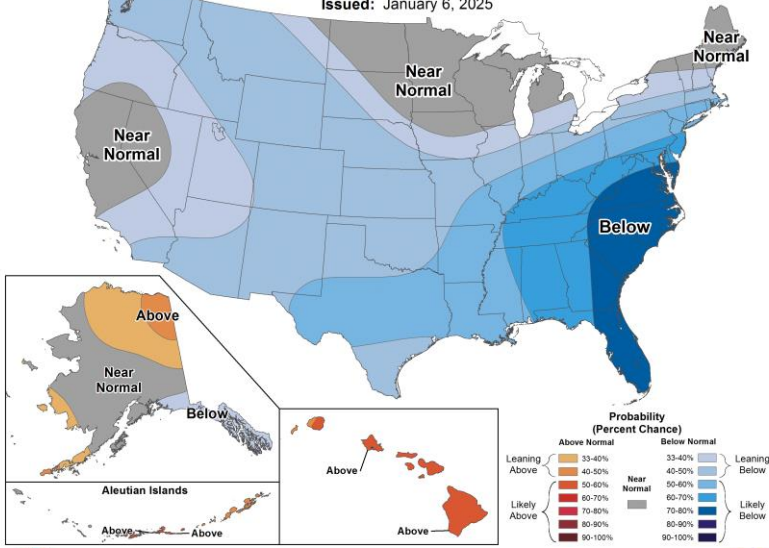 Issued: January 6, 2025
Near
Normal
Near
Normal
Near
Normal
Below
Above
Near
Normal
Below
Aleutian Islands
Above
Above
Above
Above
Probability
(Percent Chance)
Above Normal
Below Normal
Leaning
Above
33-40%
40-50%
Likely
Above
50-60%
60-70%
70-80%
80-90%
90-100%
Near
Normal
33-40%
40-50%
Leaning
Below
50-60%
60-70%
70-80%
80-90%
90-100%
Likely
Below